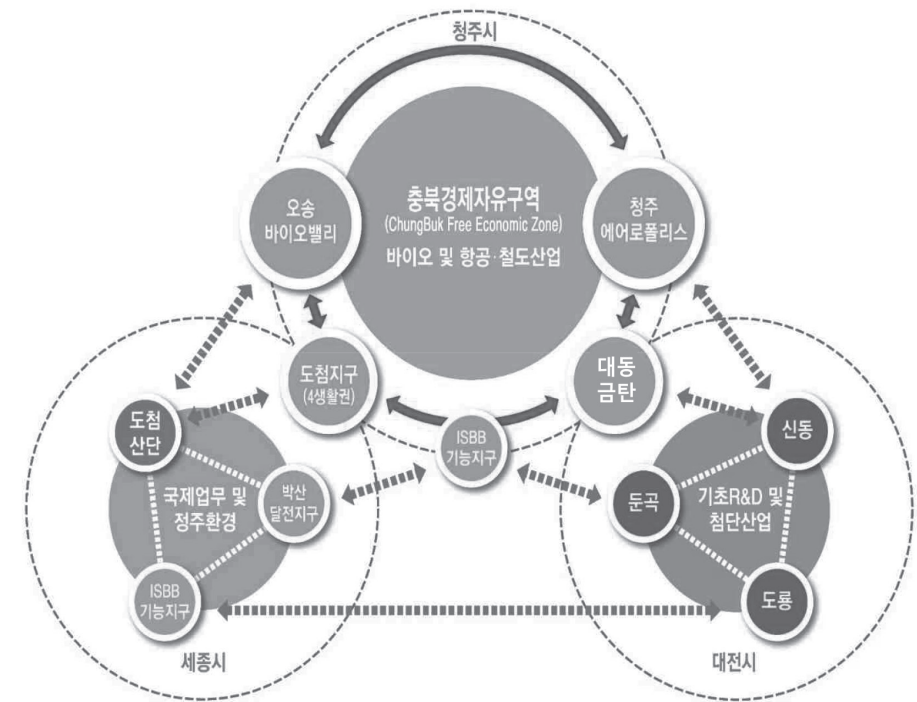 청주시
충북경제자유구역
(ChungBuk Free Economic Zone)
바이오 및 항공·철도산업
오송
바이오밸리
청주
에어로폴리스
도첨지구
(4생활권)
대동
금탄
ISBB
기능지구
도첨
산단
국제업무 및
정주환경
박산
달전지구
ISBB
기능지구
세종시
신동
둔곡
기초R&D 및
첨단산업
도룡
대전시